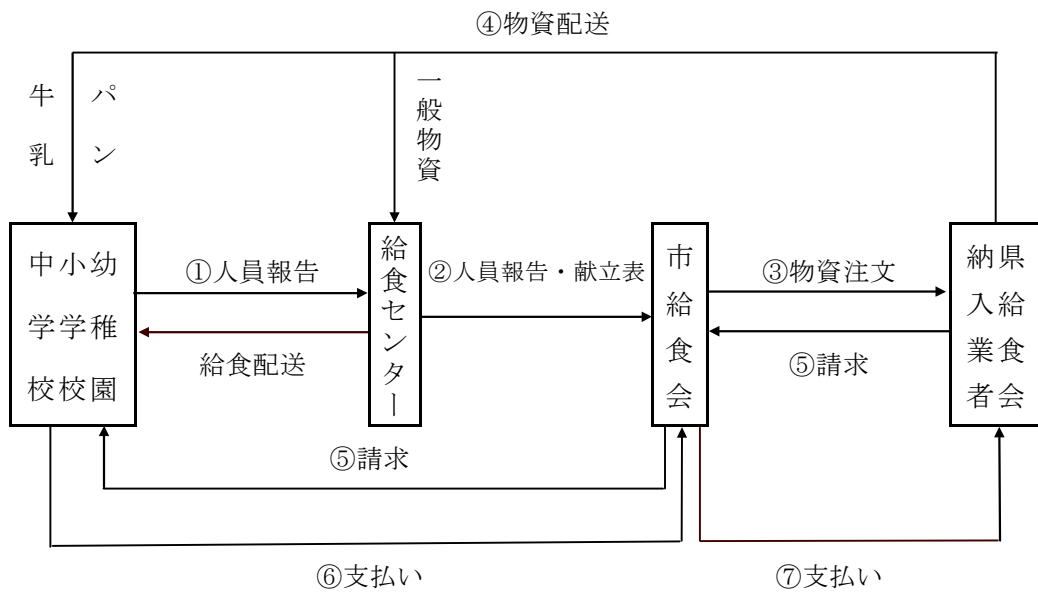 ④物資配送
パン
牛乳
一般物資
幼稚園
小学校
中学校
①人員報告
給食配送
給食センター
②人員報告・献立表
市給食会
③物資注文
⑤請求
県給食会
納入業者
⑤請求
⑥支払い
⑦支払い